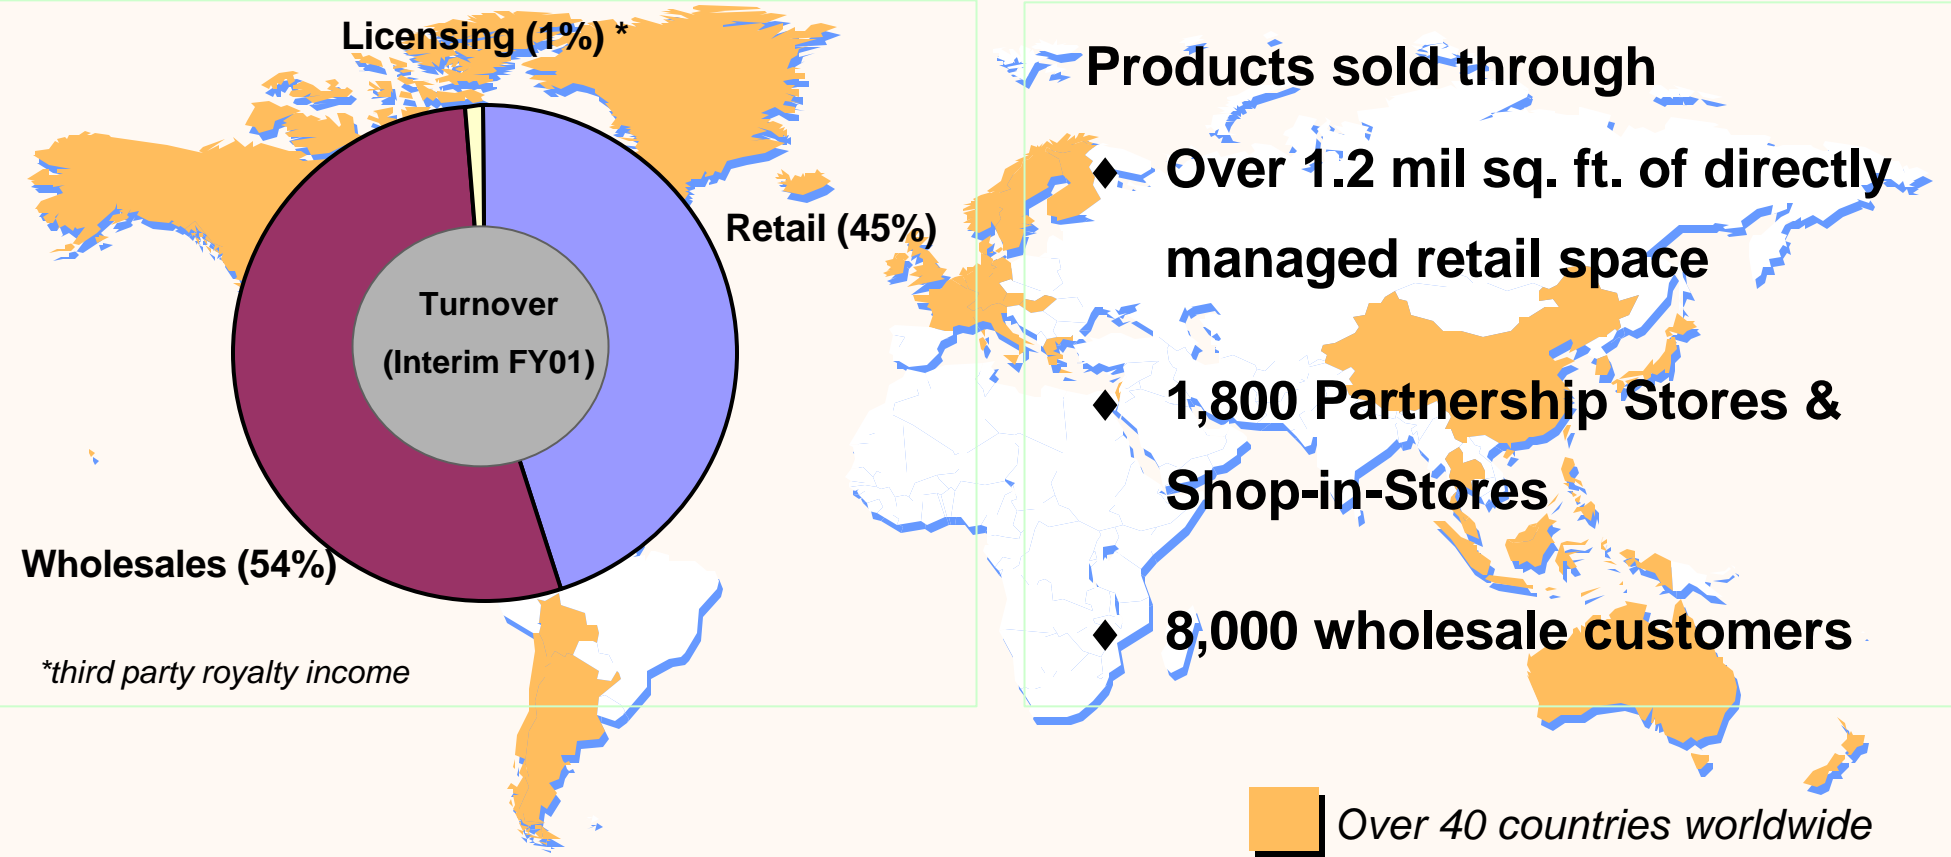 Licensing (1%) *
Retail (45%)
Turnover
(Interim FY01)
Wholesales (54%)
*third party royalty income
Products sold through
♦ Over 1.2 mil sq. ft. of directly
managed retail space
♦ 1,800 Partnership Stores &
Shop-in-Stores
♦ 8,000 wholesale customers
Over 40 countries worldwide